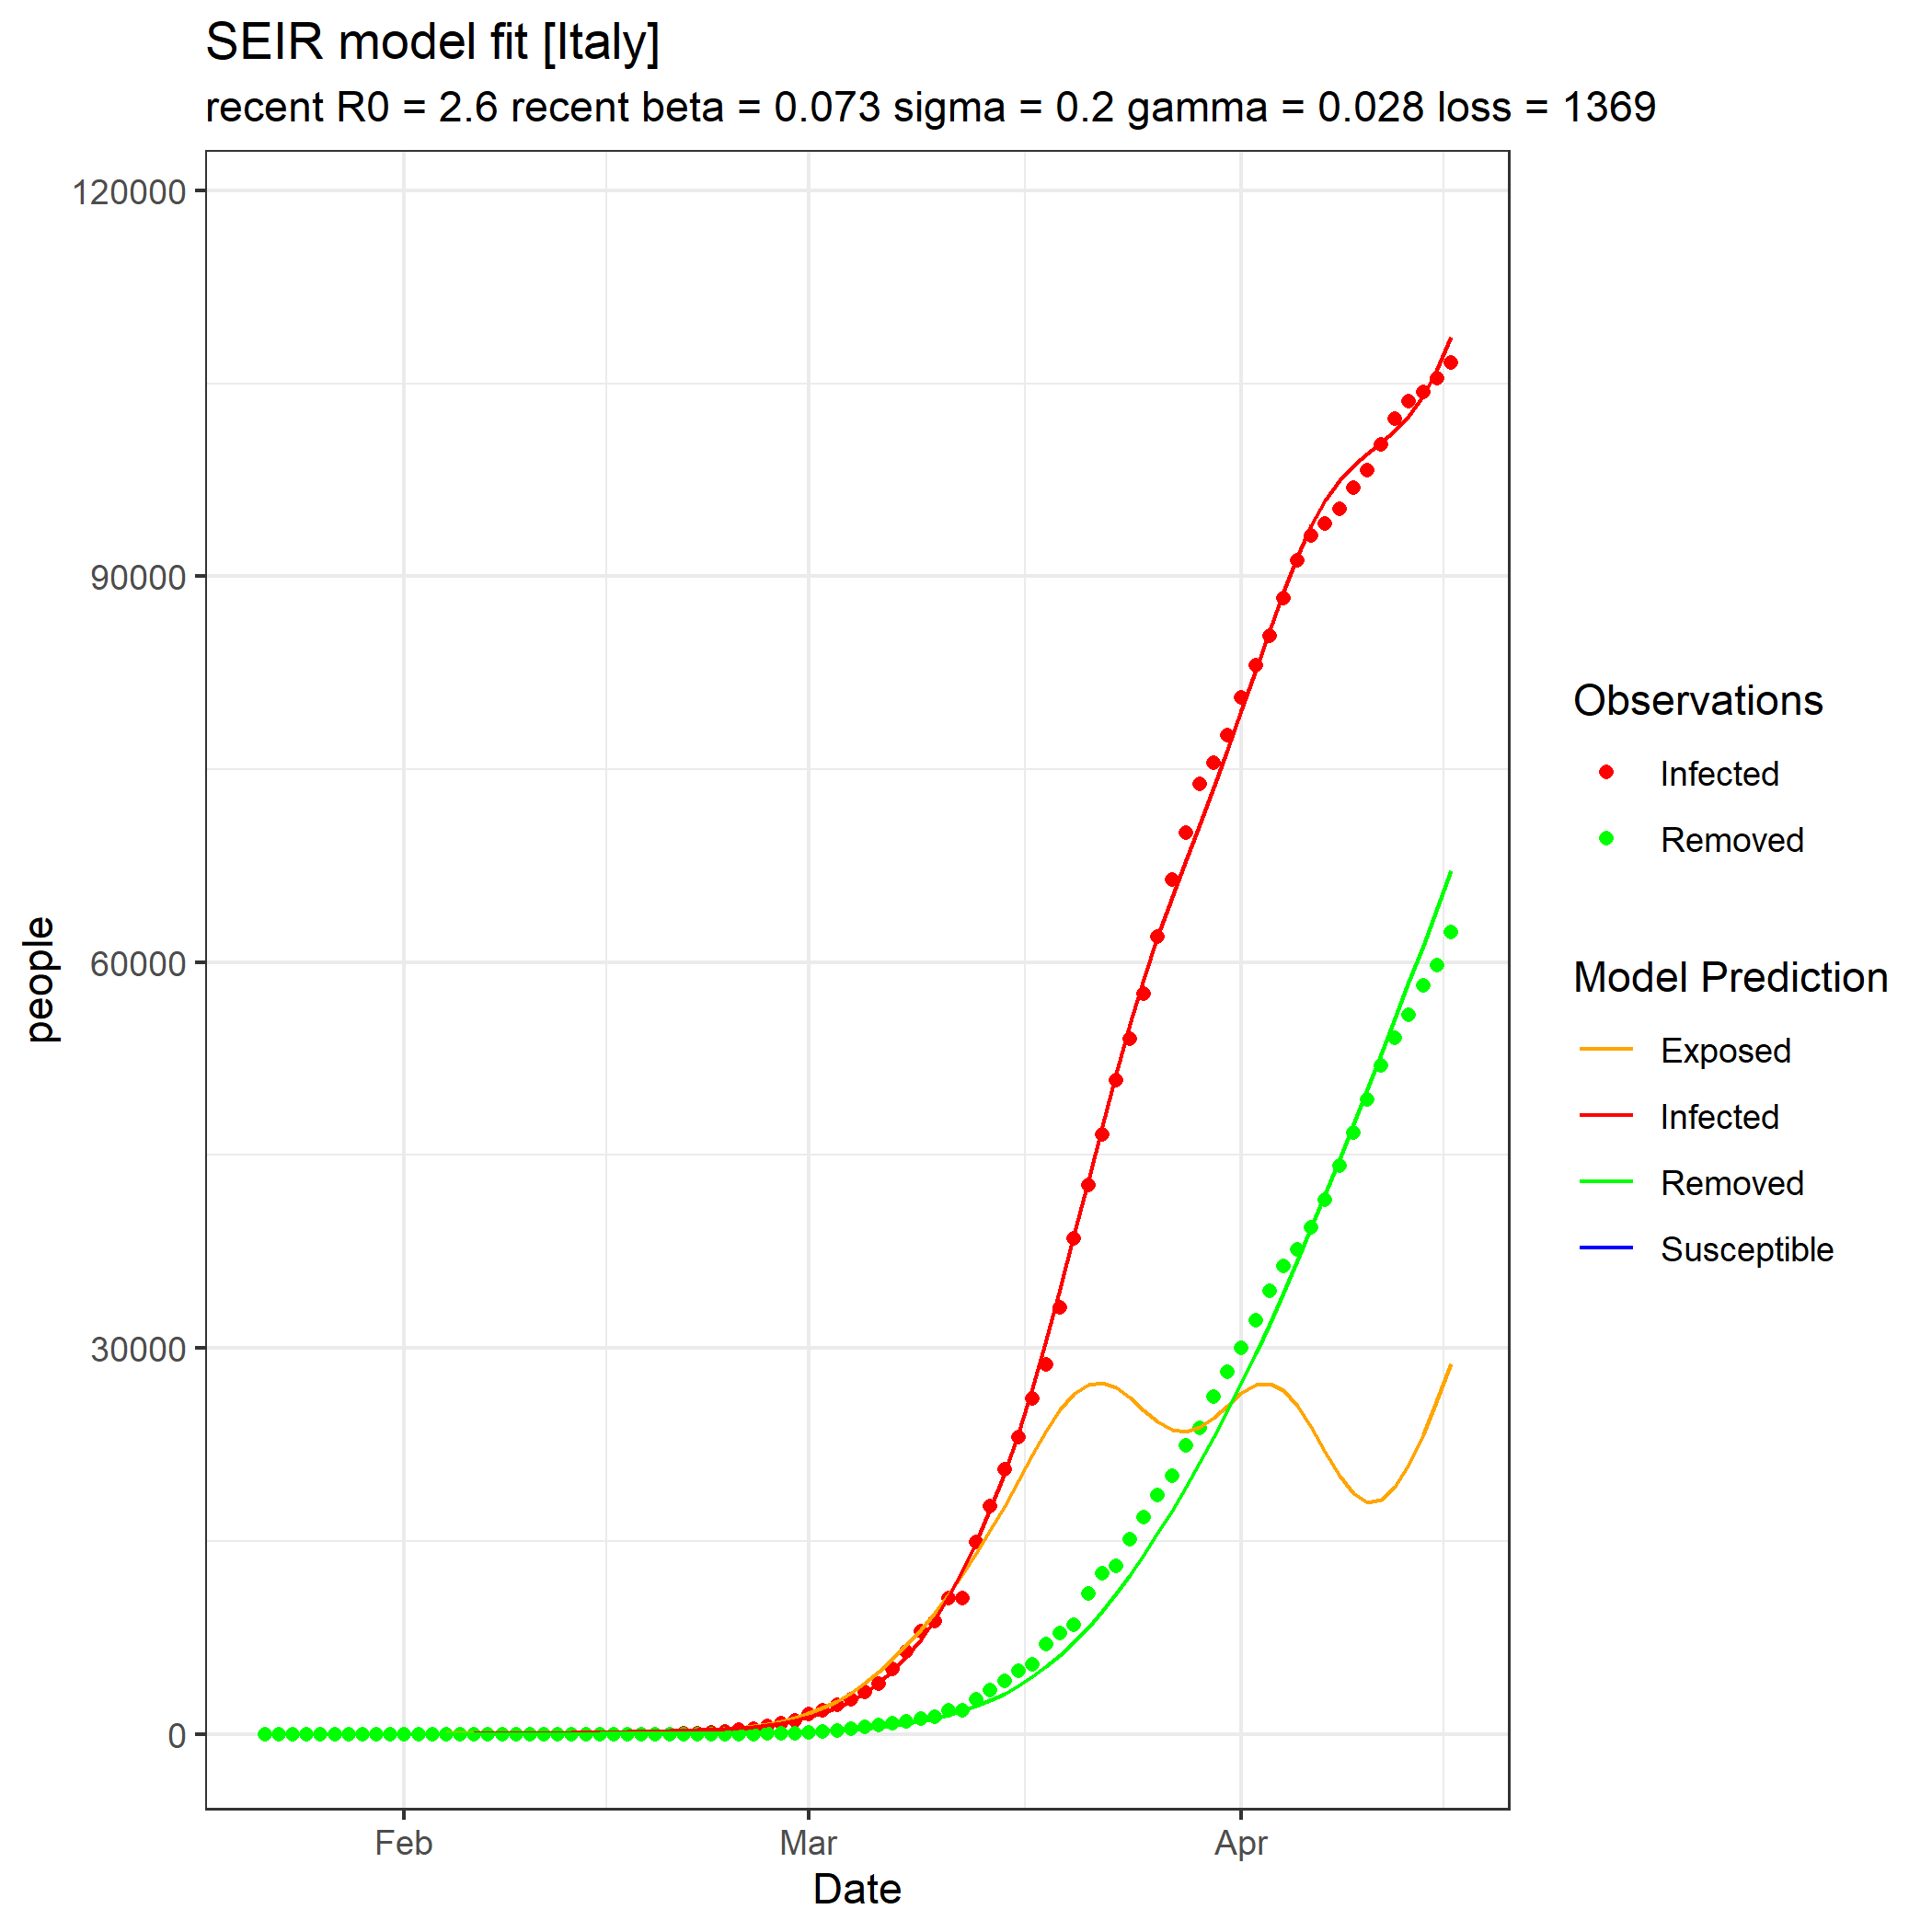 SEIR model fit [Italy]
recent R0 = 2.6 recent beta = 0.073 sigma = 0.2 gamma = 0.028 loss = 1369
120000
90000
60000
30000
0
people
Feb
Mar
Apr
Date
Observations
Infected
Removed
Model Prediction
Exposed
Infected
Removed
Susceptible